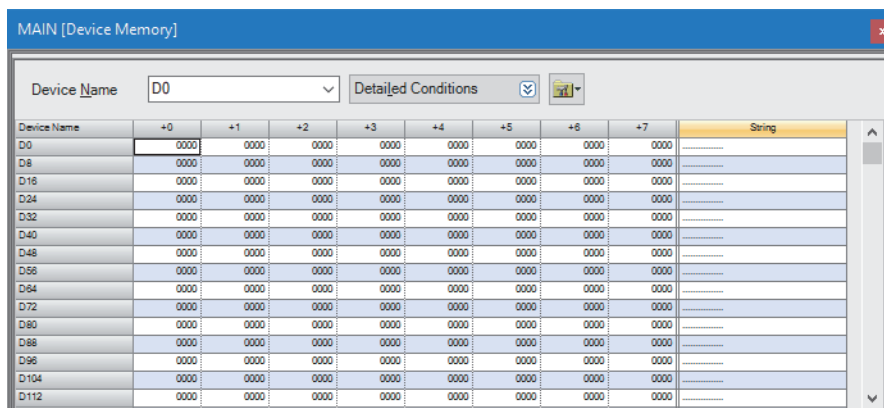 MAIN [Device Memory]
Device Name D0 Detailed Conditions
Device Name +0 +1 +2 +3 +4 +5 +6 +7 String
D0 0000 0000 0000 0000 0000 0000 0000 0000 ................
D8 0000 0000 0000 0000 0000 0000 0000 0000 ................
D16 0000 0000 0000 0000 0000 0000 0000 0000 ................
D24 0000 0000 0000 0000 0000 0000 0000 0000 ................
D32 0000 0000 0000 0000 0000 0000 0000 0000 ................
D40 0000 0000 0000 0000 0000 0000 0000 0000 ................
D48 0000 0000 0000 0000 0000 0000 0000 0000 ................
D56 0000 0000 0000 0000 0000 0000 0000 0000 ................
D64 0000 0000 0000 0000 0000 0000 0000 0000 ................
D72 0000 0000 0000 0000 0000 0000 0000 0000 ................
D80 0000 0000 0000 0000 0000 0000 0000 0000 ................
D88 0000 0000 0000 0000 0000 0000 0000 0000 ................
D96 0000 0000 0000 0000 0000 0000 0000 0000 ................
D104 0000 0000 0000 0000 0000 0000 0000 0000 ................
D112 0000 0000 0000 0000 0000 0000 0000 0000 ................